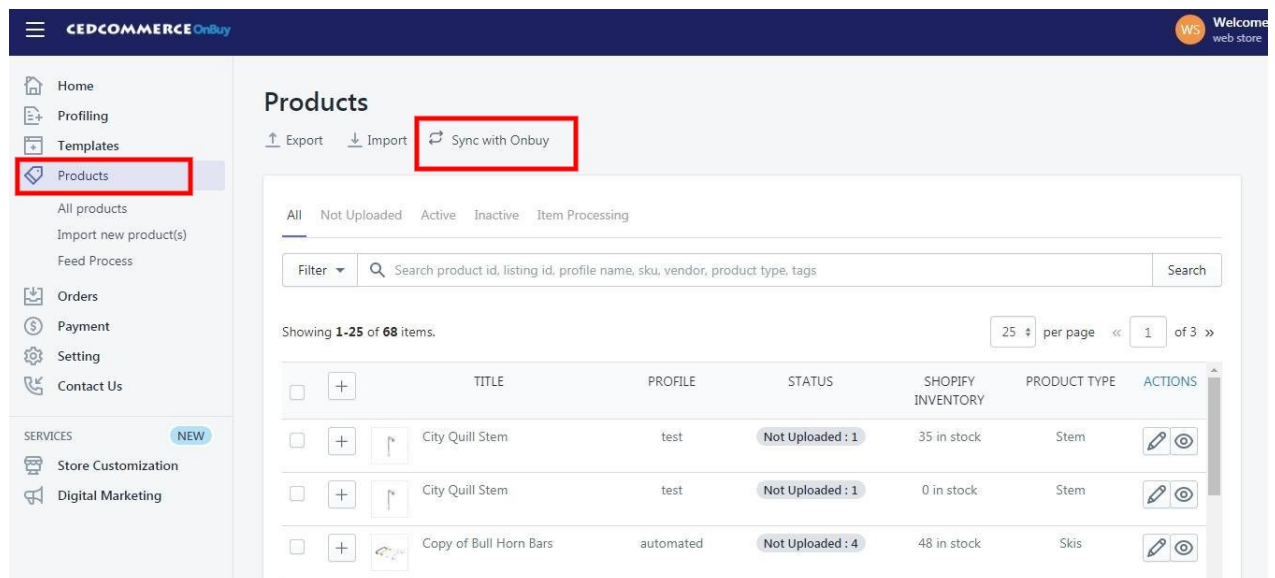 CEDCOMMERCE OnBuy
WS
Welcome
web store
Home
Profiling
Templates
Products
All products
Import new product(s)
Feed Process
Orders
Payment
Setting
Contact Us
SERVICES NEW
Store Customization
Digital Marketing
Products
Export Import Sync with Onbuy
All Not Uploaded Active Inactive Item Processing
Filter Search product id, listing id, profile name, sku, vendor, product type, tags Search
Showing 1-25 of 68 items. 25 per page « 1 of 3 »
TITLE PROFILE STATUS SHOPIFY INVENTORY PRODUCT TYPE ACTIONS
City Quill Stem test Not Uploaded : 1 35 in stock Stem
City Quill Stem test Not Uploaded : 1 0 in stock Stem
Copy of Bull Horn Bars automated Not Uploaded : 4 48 in stock Skis